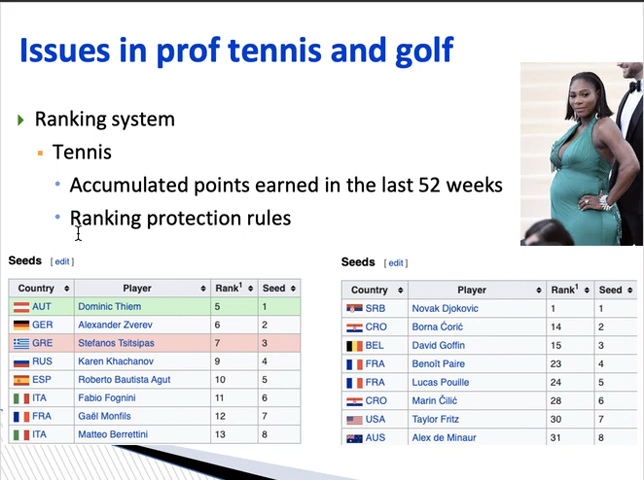 Issues in prof tennis and golf
Ranking system
Tennis
Accumulated points earned in the last 52 weeks
Ranking protection rules
Seeds [ edit ]
Country Player Rank1 Seed
AUT Dominic Thiem 5 1
GER Alexander Zverev 6 2
GRE Stefanos Tsitsipas 7 3
RUS Karen Khachanov 9 4
ESP Roberto Bautista Agut 10 5
ITA Fabio Fognini 11 6
FRA Gaël Monfils 12 7
ITA Matteo Berrettini 13 8
Seeds [ edit ]
Country Player Rank1 Seed
SRB Novak Djokovic 1 1
CRO Borna Ćorić 14 2
BEL David Goffin 15 3
FRA Benoît Paire 23 4
FRA Lucas Pouille 24 5
CRO Marin Čilić 28 6
USA Taylor Fritz 30 7
AUS Alex de Minaur 31 8